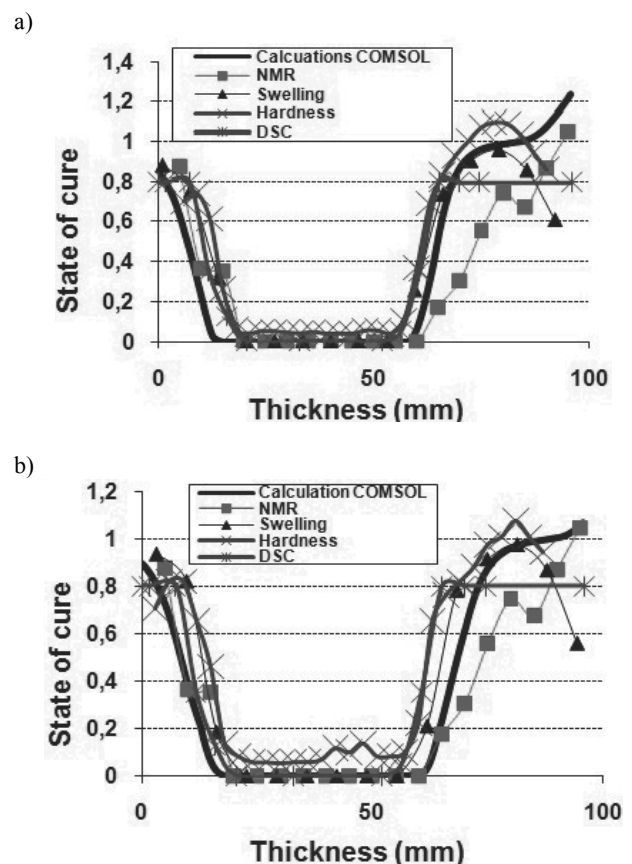 a)
1,4
1,2
1
0,8
0,6
0,4
0,2
0
State of cure
Calcuations COMSOL
NMR
Swelling
Hardness
DSC
0 50 100
Thickness (mm)
b)
1,2
1
0,8
0,6
0,4
0,2
0
State of cure
Calculation COMSOL
NMR
Swelling
Hardness
DSC
0 50 100
Thickness (mm)